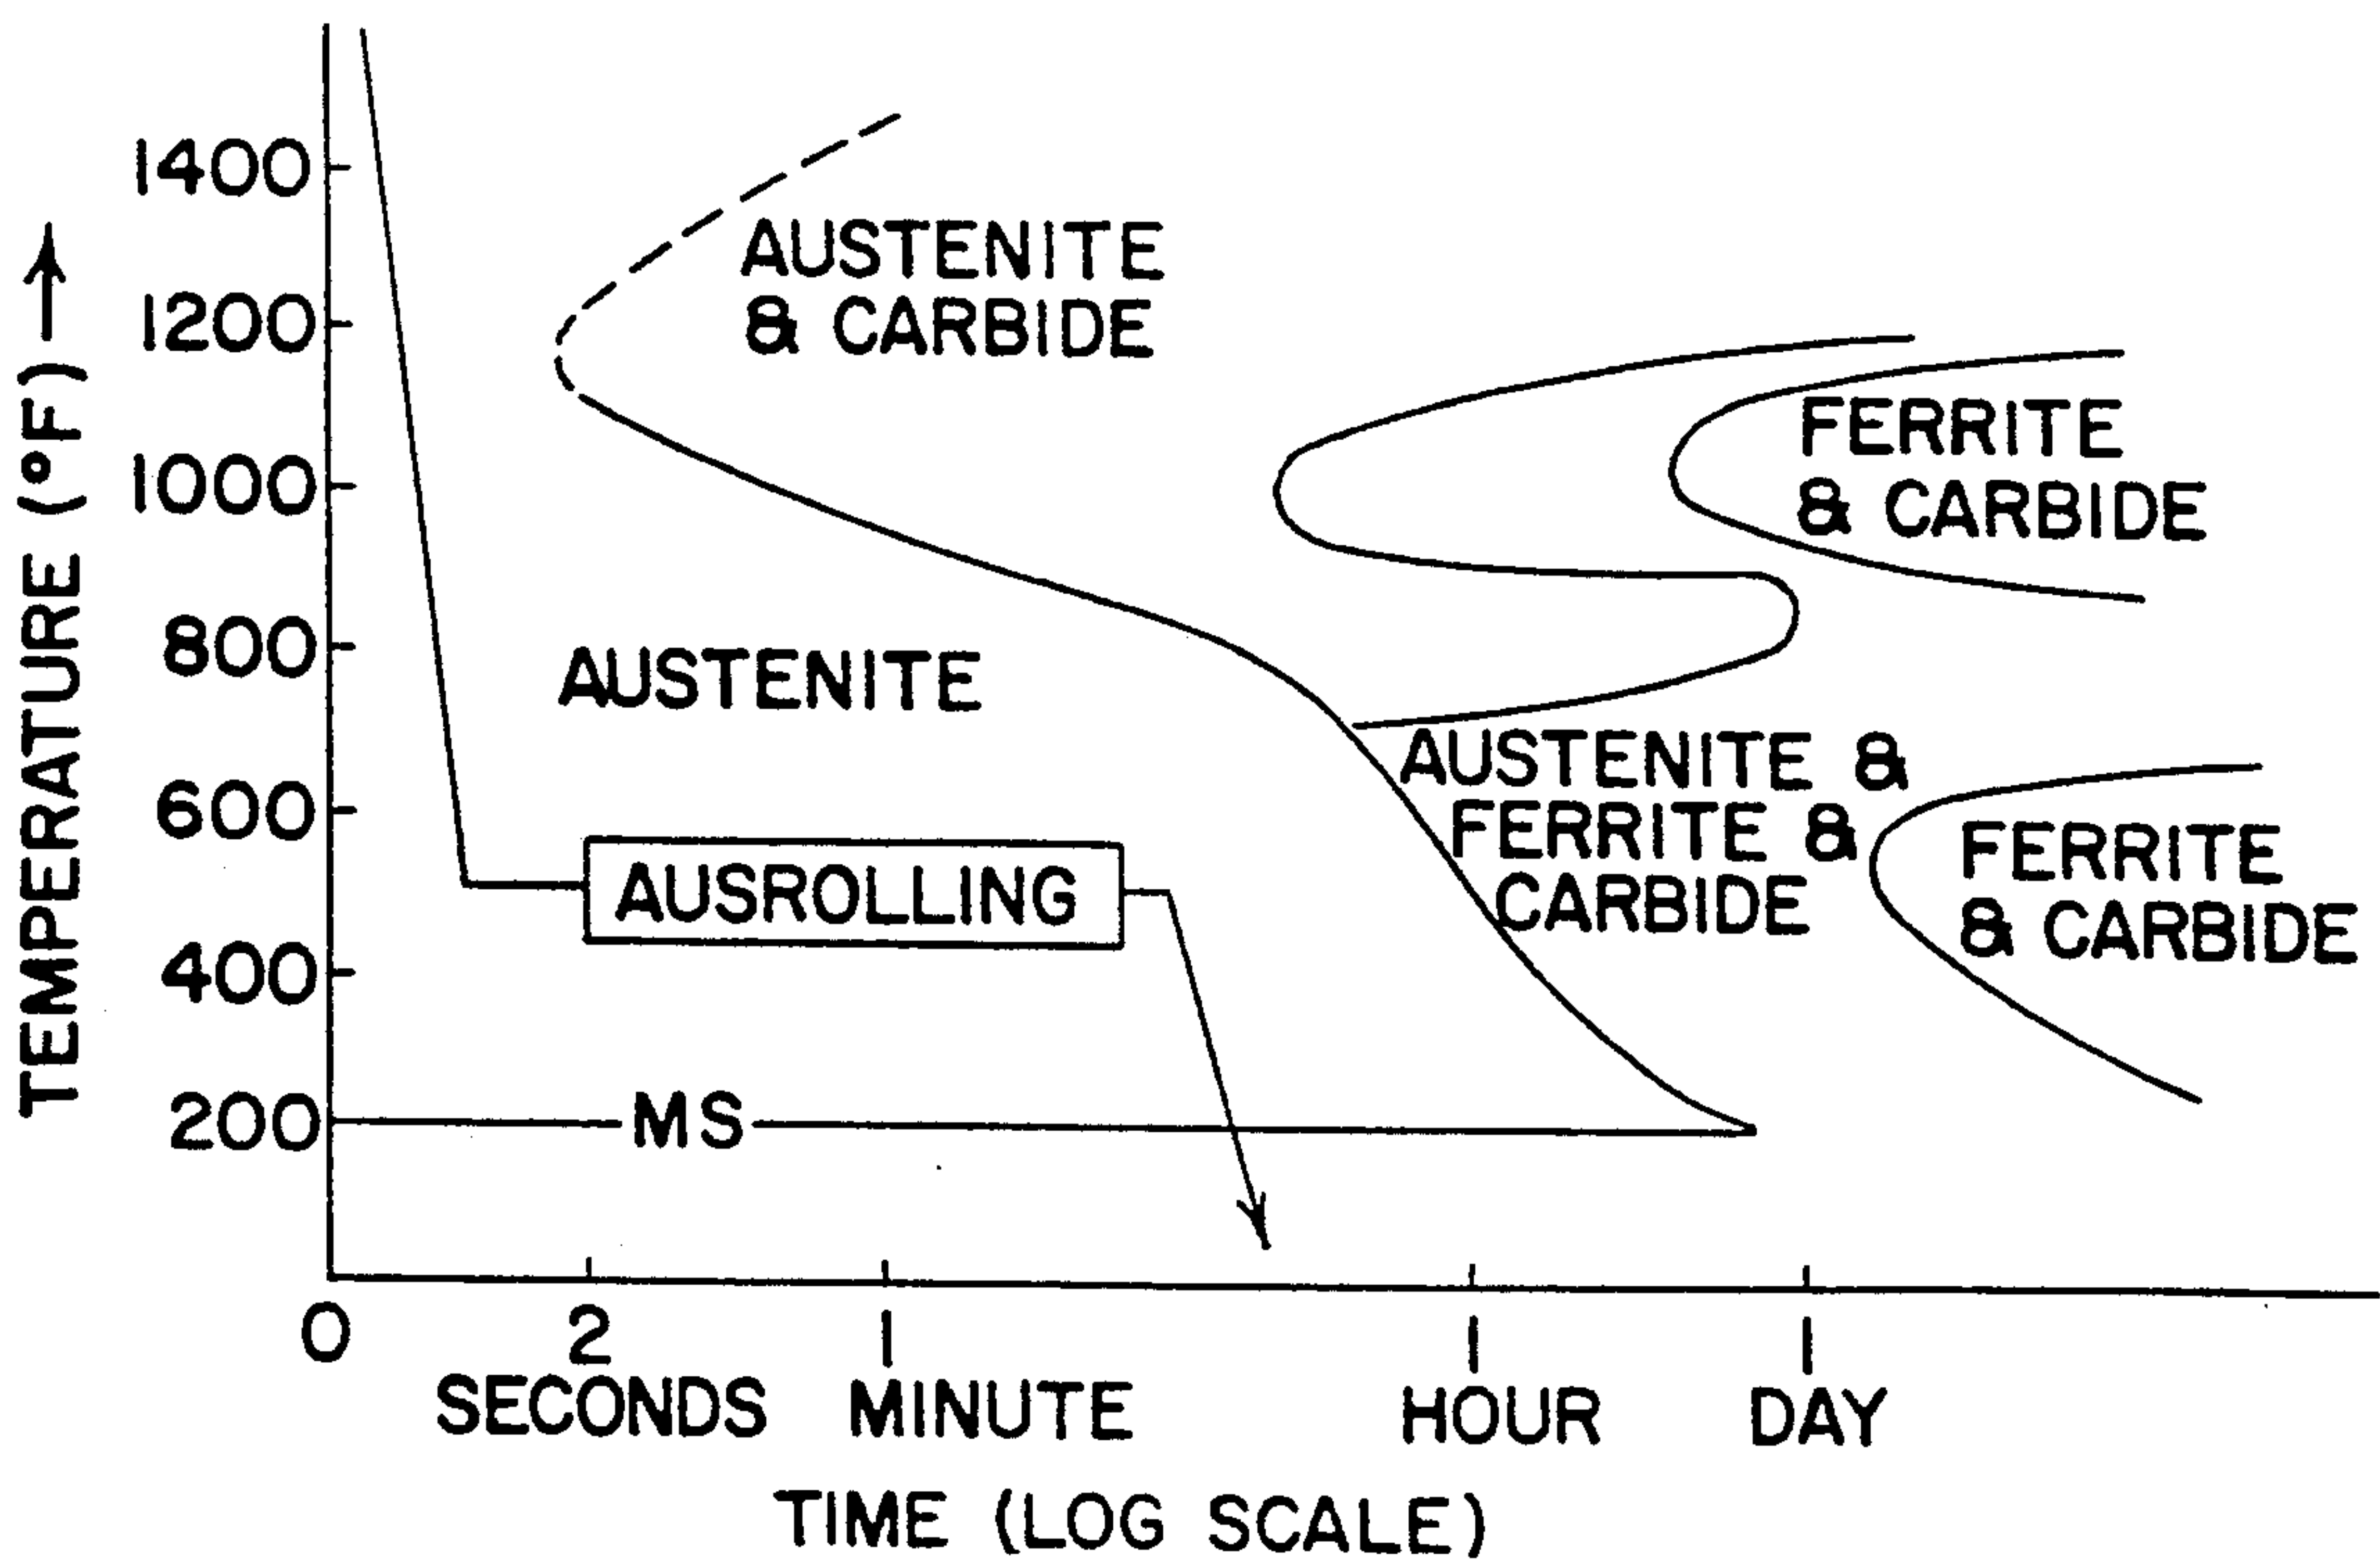 TEMPERATURE (°F) →
1400
1200
1000
800
600
400
200
AUSTENITE
& CARBIDE
FERRITE
& CARBIDE
AUSTENITE
AUSTENITE &
FERRITE &
CARBIDE
FERRITE
& CARBIDE
AUSROLLING
MS
0 2 1 1 1
SECONDS MINUTE HOUR DAY
TIME (LOG SCALE)